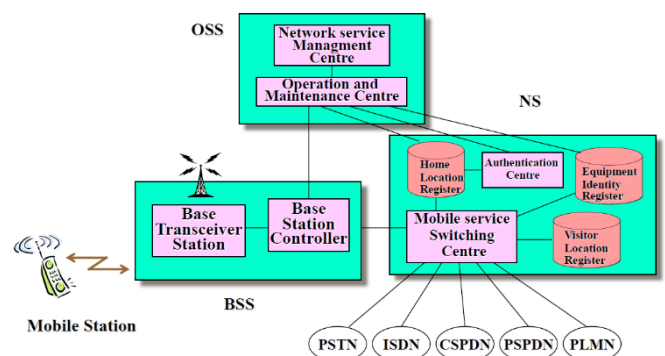 OSS
Network service
Managment
Centre
Operation and
Maintenance Centre
NS
Home
Location
Register
Authentication
Centre
Equipment
Identity
Register
Base
Transceiver
Station
Base
Station
Controller
Mobile service
Switching
Centre
Visitor
Location
Register
BSS
Mobile Station
PSTN
ISDN
CSPDN
PSPDN
PLMN